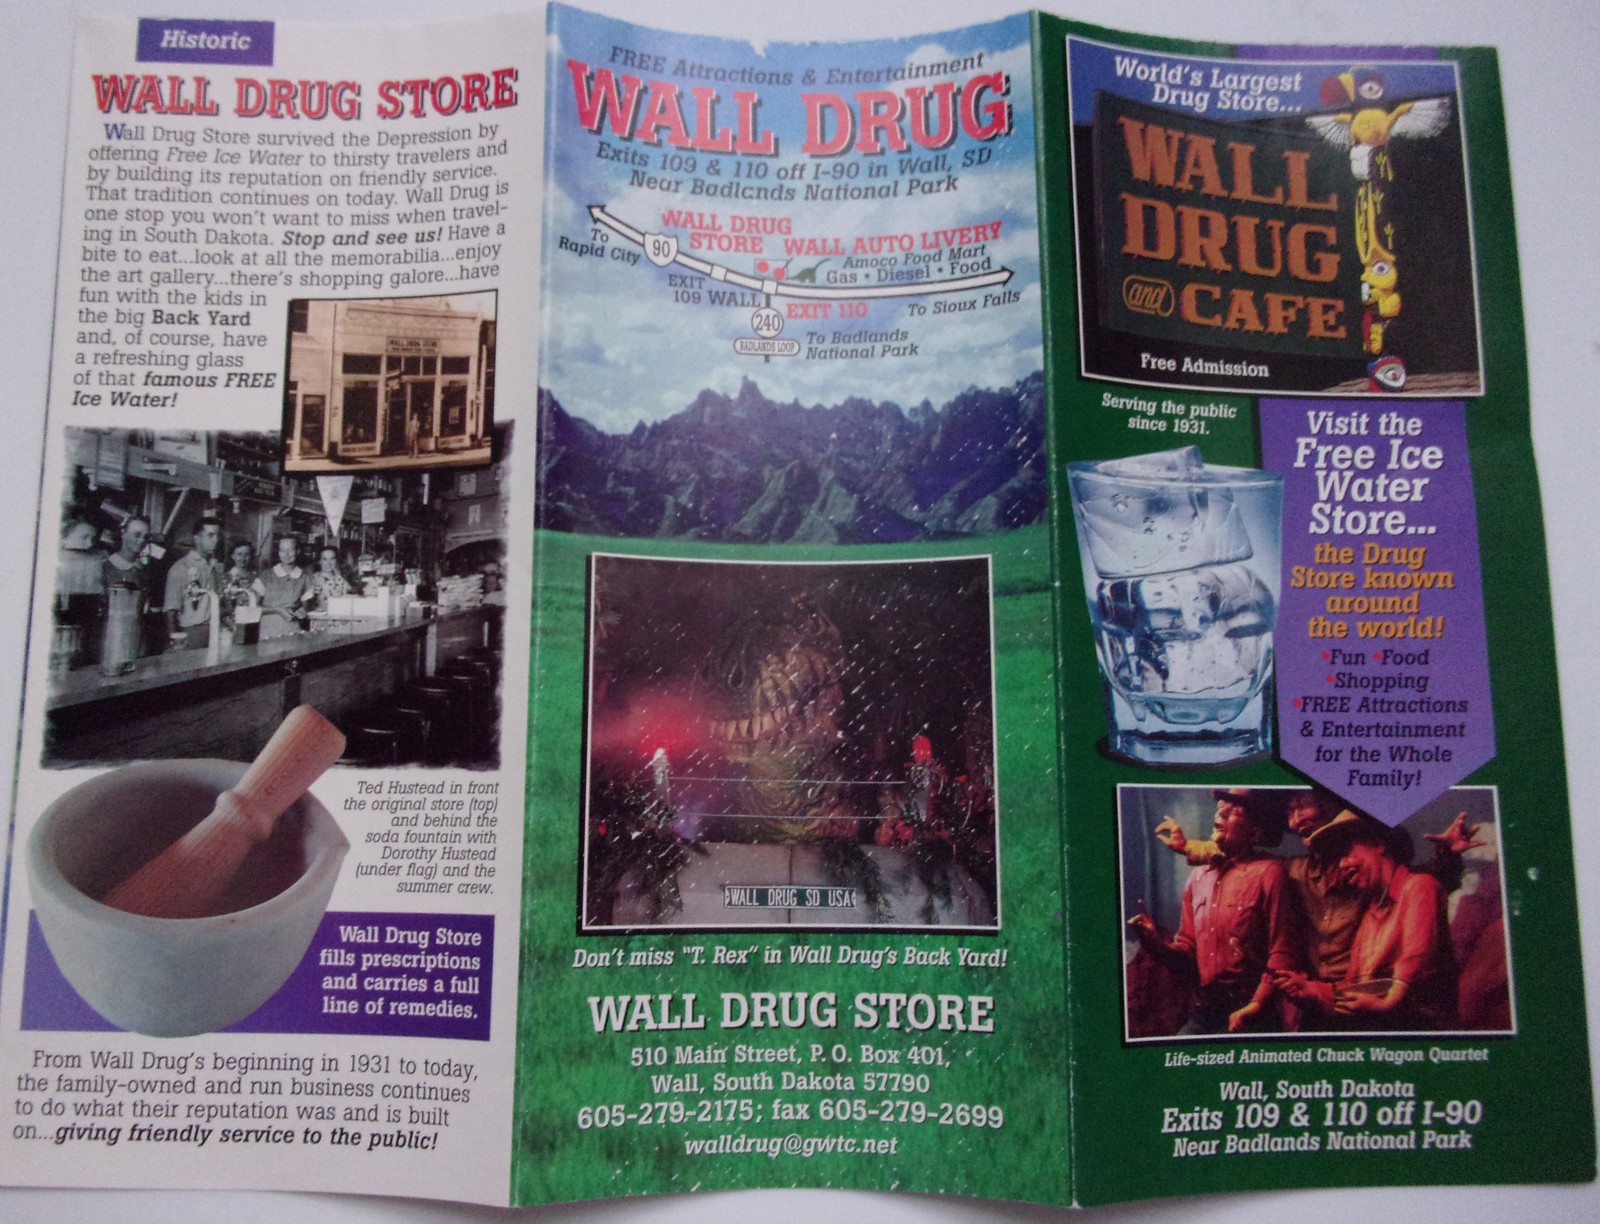 Historic
WALL DRUG STORE
Wall Drug Store survived the Depression by
offering Free Ice Water to thirsty travelers and
by building its reputation on friendly service.
That tradition continues on today. Wall Drug is
one stop you won't want to miss when travel-
ing in South Dakota. Stop and see us! Have a
bite to eat...look at all the memorabilia...enjoy
the art gallery...there's shopping galore...have
fun with the kids in
the big Back Yard
and, of course, have
a refreshing glass
of that famous FREE
Ice Water!
WALL DRUG STORE
Ted Hustead in front
the original store (top)
and behind the
soda fountain with
Dorothy Hustead
(under flag) and the
summer crew.
Wall Drug Store
fills prescriptions
and carries a full
line of remedies.
From Wall Drug's beginning in 1931 to today,
the family-owned and run business continues
to do what their reputation was and is built
on...giving friendly service to the public!
FREE Attractions & Entertainment
WALL DRUG
Exits 109 & 110 off I-90 in Wall, SD
Near Badlands National Park
To
Rapid City
90
WALL DRUG
STORE
WALL AUTO LIVERY
Amoco Food Mart
Gas • Diesel • Food
EXIT
109 WALL
EXIT 110
To Sioux Falls
240
BADLANDS LOOP
To Badlands
National Park
WALL DRUG SD USA
Don't miss "T. Rex" in Wall Drug's Back Yard!
WALL DRUG STORE
510 Main Street, P. O. Box 401,
Wall, South Dakota 57790
605-279-2175; fax 605-279-2699
walldrug@gwtc.net
World's Largest
Drug Store...
WALL
DRUG
and CAFE
Free Admission
Serving the public
since 1931.
Visit the
Free Ice
Water
Store...
the Drug
Store known
around
the world!
•Fun •Food
•Shopping
•FREE Attractions
& Entertainment
for the Whole
Family!
Life-sized Animated Chuck Wagon Quartet
Wall, South Dakota
Exits 109 & 110 off I-90
Near Badlands National Park